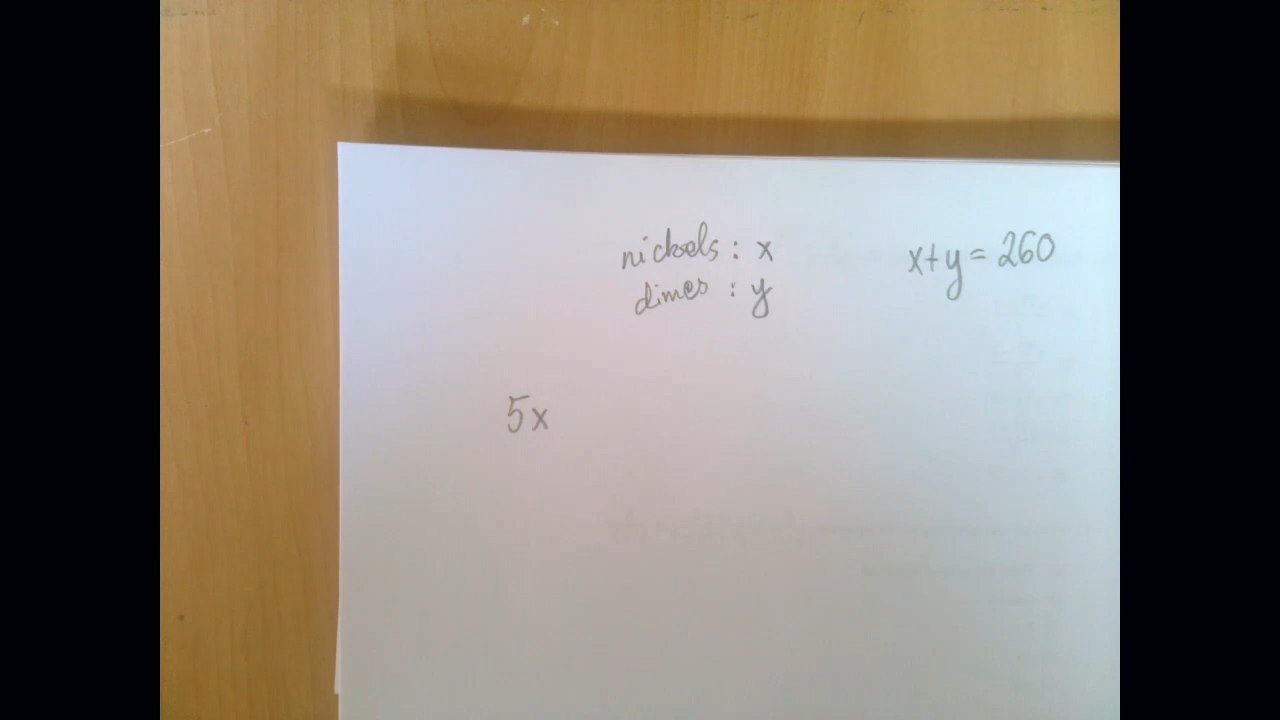 nickels : x
dimes : y
x+y = 260
5x